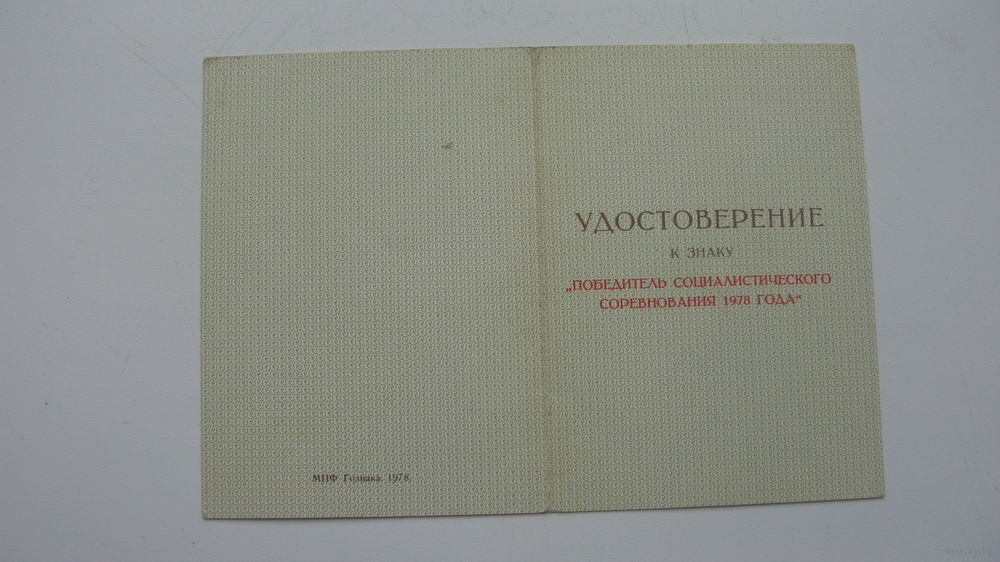 УДОСТОВЕРЕНИЕ
К ЗНАКУ
„ПОБЕДИТЕЛЬ СОЦИАЛИСТИЧЕСКОГО
СОРЕВНОВАНИЯ 1978 ГОДА“
МПФ Гознака. 1978.